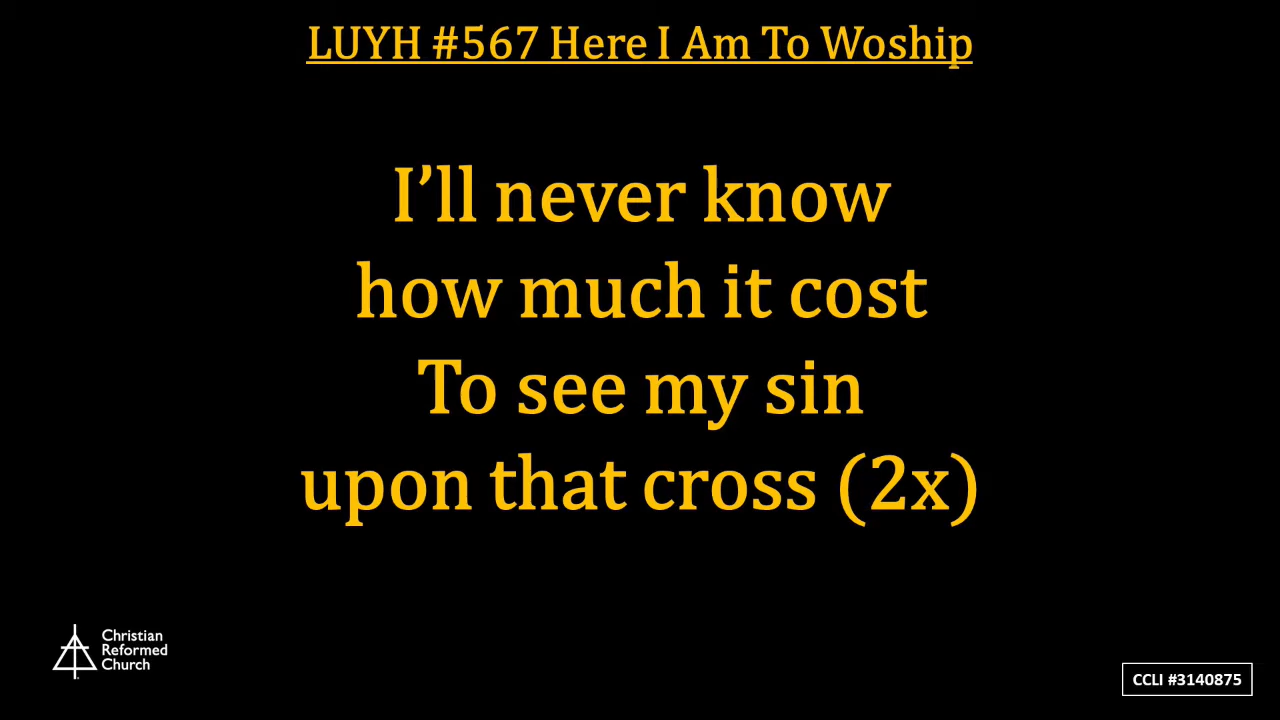 LUYH #567 Here I Am To Woship
I’ll never know
how much it cost
To see my sin
upon that cross (2x)
Christian
Reformed
Church
CCLI #3140875